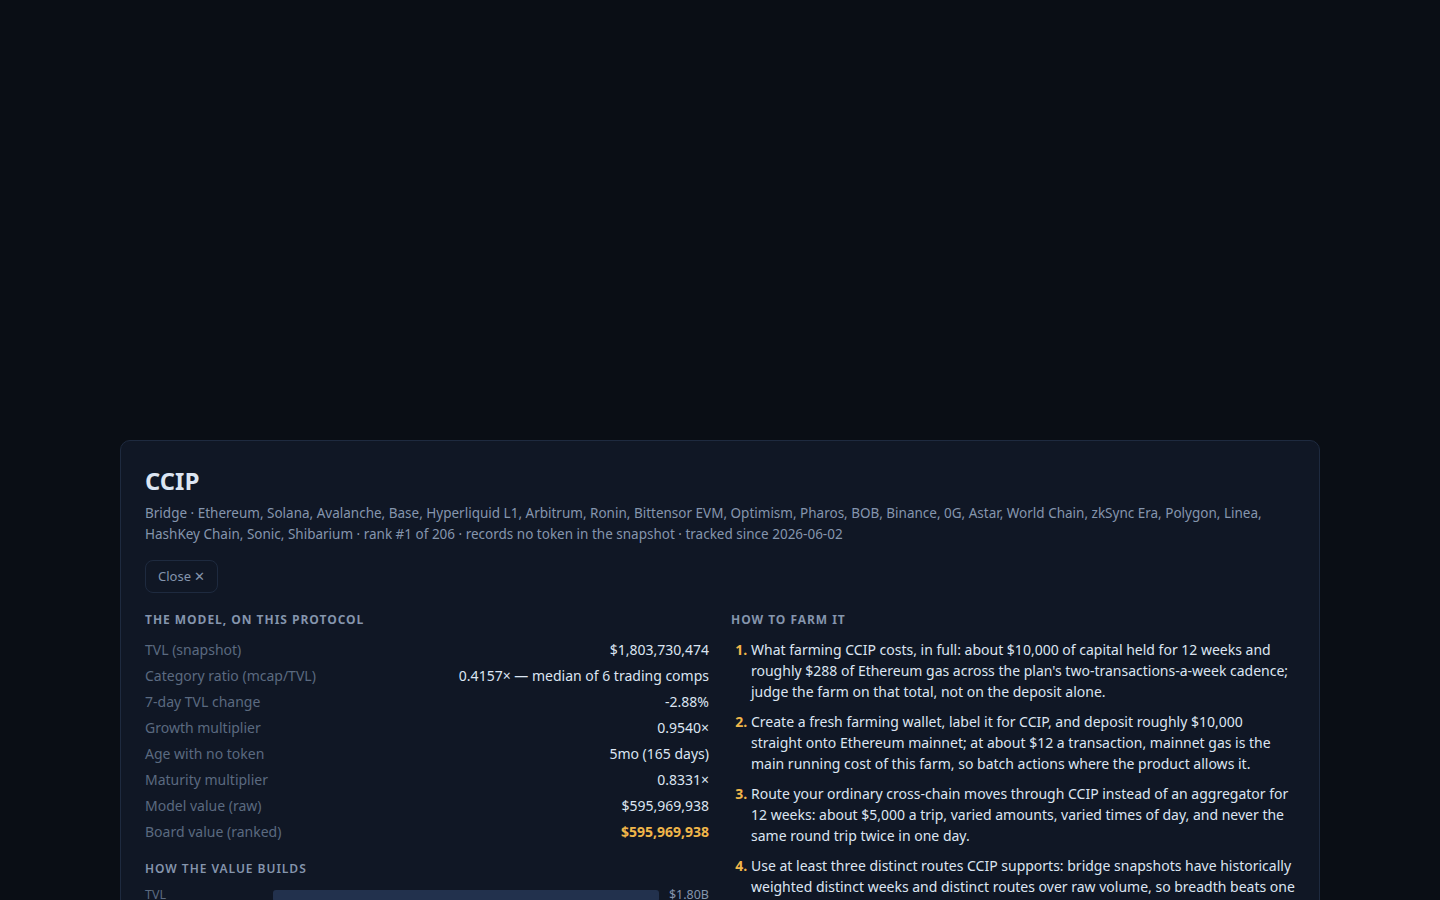 CCIP
Bridge · Ethereum, Solana, Avalanche, Base, Hyperliquid L1, Arbitrum, Ronin, Bittensor EVM, Optimism, Pharos, BOB, Binance, 0G, Astar, World Chain, zkSync Era, Polygon, Linea,
HashKey Chain, Sonic, Shibarium · rank #1 of 206 · records no token in the snapshot · tracked since 2026-06-02
Close ✕
THE MODEL, ON THIS PROTOCOL
TVL (snapshot) $1,803,730,474
Category ratio (mcap/TVL) 0.4157× — median of 6 trading comps
7-day TVL change -2.88%
Growth multiplier 0.9540×
Age with no token 5mo (165 days)
Maturity multiplier 0.8331×
Model value (raw) $595,969,938
Board value (ranked) $595,969,938
HOW THE VALUE BUILDS
TVL $1.80B
HOW TO FARM IT
1. What farming CCIP costs, in full: about $10,000 of capital held for 12 weeks and
roughly $288 of Ethereum gas across the plan's two-transactions-a-week cadence;
judge the farm on that total, not on the deposit alone.
2. Create a fresh farming wallet, label it for CCIP, and deposit roughly $10,000
straight onto Ethereum mainnet; at about $12 a transaction, mainnet gas is the
main running cost of this farm, so batch actions where the product allows it.
3. Route your ordinary cross-chain moves through CCIP instead of an aggregator for
12 weeks: about $5,000 a trip, varied amounts, varied times of day, and never the
same round trip twice in one day.
4. Use at least three distinct routes CCIP supports: bridge snapshots have historically
weighted distinct weeks and distinct routes over raw volume, so breadth beats one